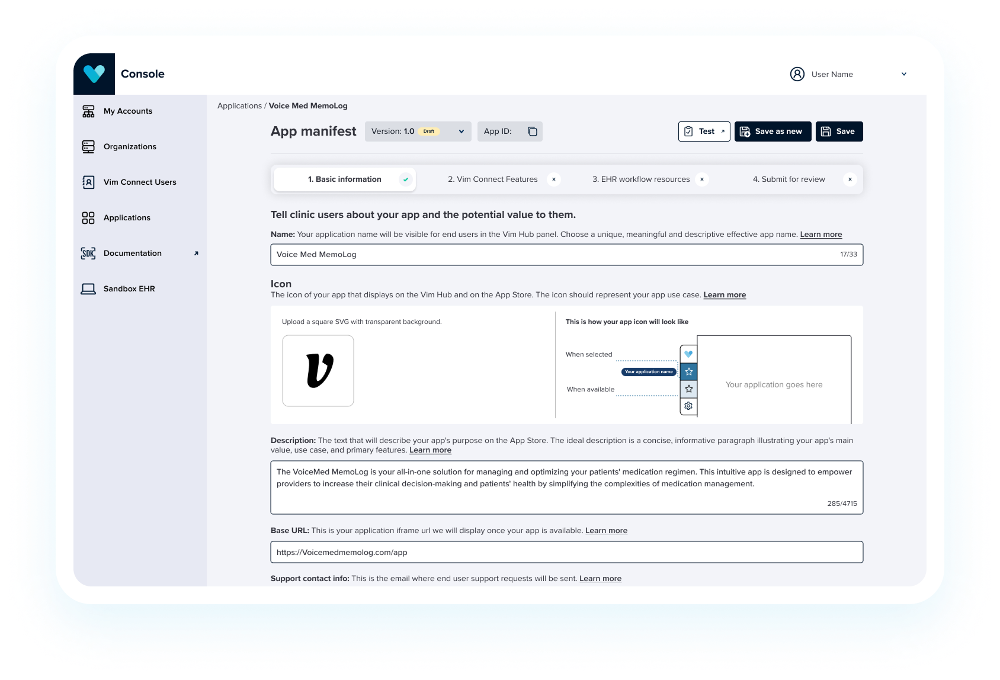 Console
User Name
My Accounts
Organizations
Vim Connect Users
Applications
SDK Documentation
Sandbox EHR
Applications / Voice Med MemoLog
App manifest
Version: 1.0 Draft
App ID:
Test
Save as new
Save
1. Basic information
2. Vim Connect Features
3. EHR workflow resources
4. Submit for review
Tell clinic users about your app and the potential value to them.
Name: Your application name will be visible for end users in the Vim Hub panel. Choose a unique, meaningful and descriptive effective app name. Learn more
Voice Med MemoLog
17/33
Icon
The icon of your app that displays on the Vim Hub and on the App Store. The icon should represent your app use case. Learn more
Upload a square SVG with transparent background.
v
This is how your app icon will look like
When selected
Your application name
When available
Your application goes here
Description: The text that will describe your app's purpose on the App Store. The ideal description is a concise, informative paragraph illustrating your app's main
value, use case, and primary features. Learn more
The VoiceMed MemoLog is your all-in-one solution for managing and optimizing your patients' medication regimen. This intuitive app is designed to empower
providers to increase their clinical decision-making and patients' health by simplifying the complexities of medication management.
285/4715
Base URL: This is your application iframe url we will display once your app is available. Learn more
https://Voicemedmemolog.com/app
Support contact info: This is the email where end user support requests will be sent. Learn more